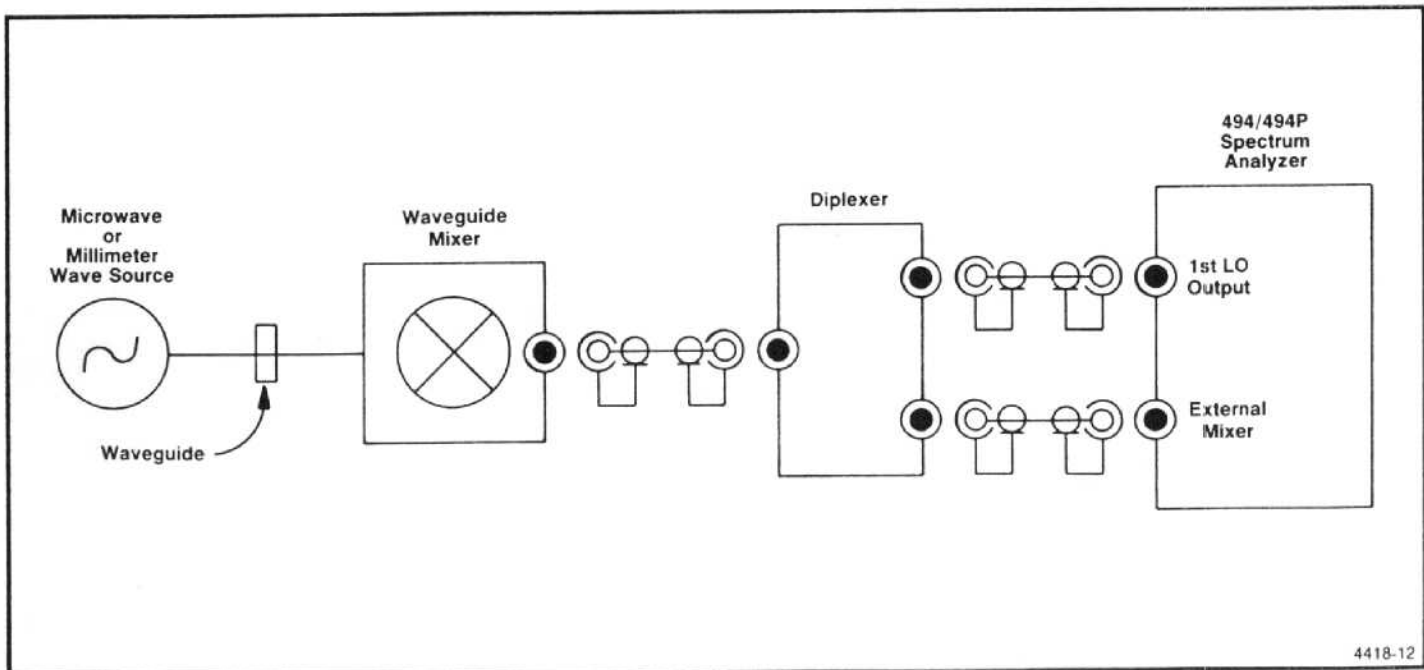 494/494P
Spectrum
Analyzer
Microwave
or
Millimeter
Wave Source
Waveguide
Mixer
Diplexer
1st LO
Output
External
Mixer
Waveguide
4418-12